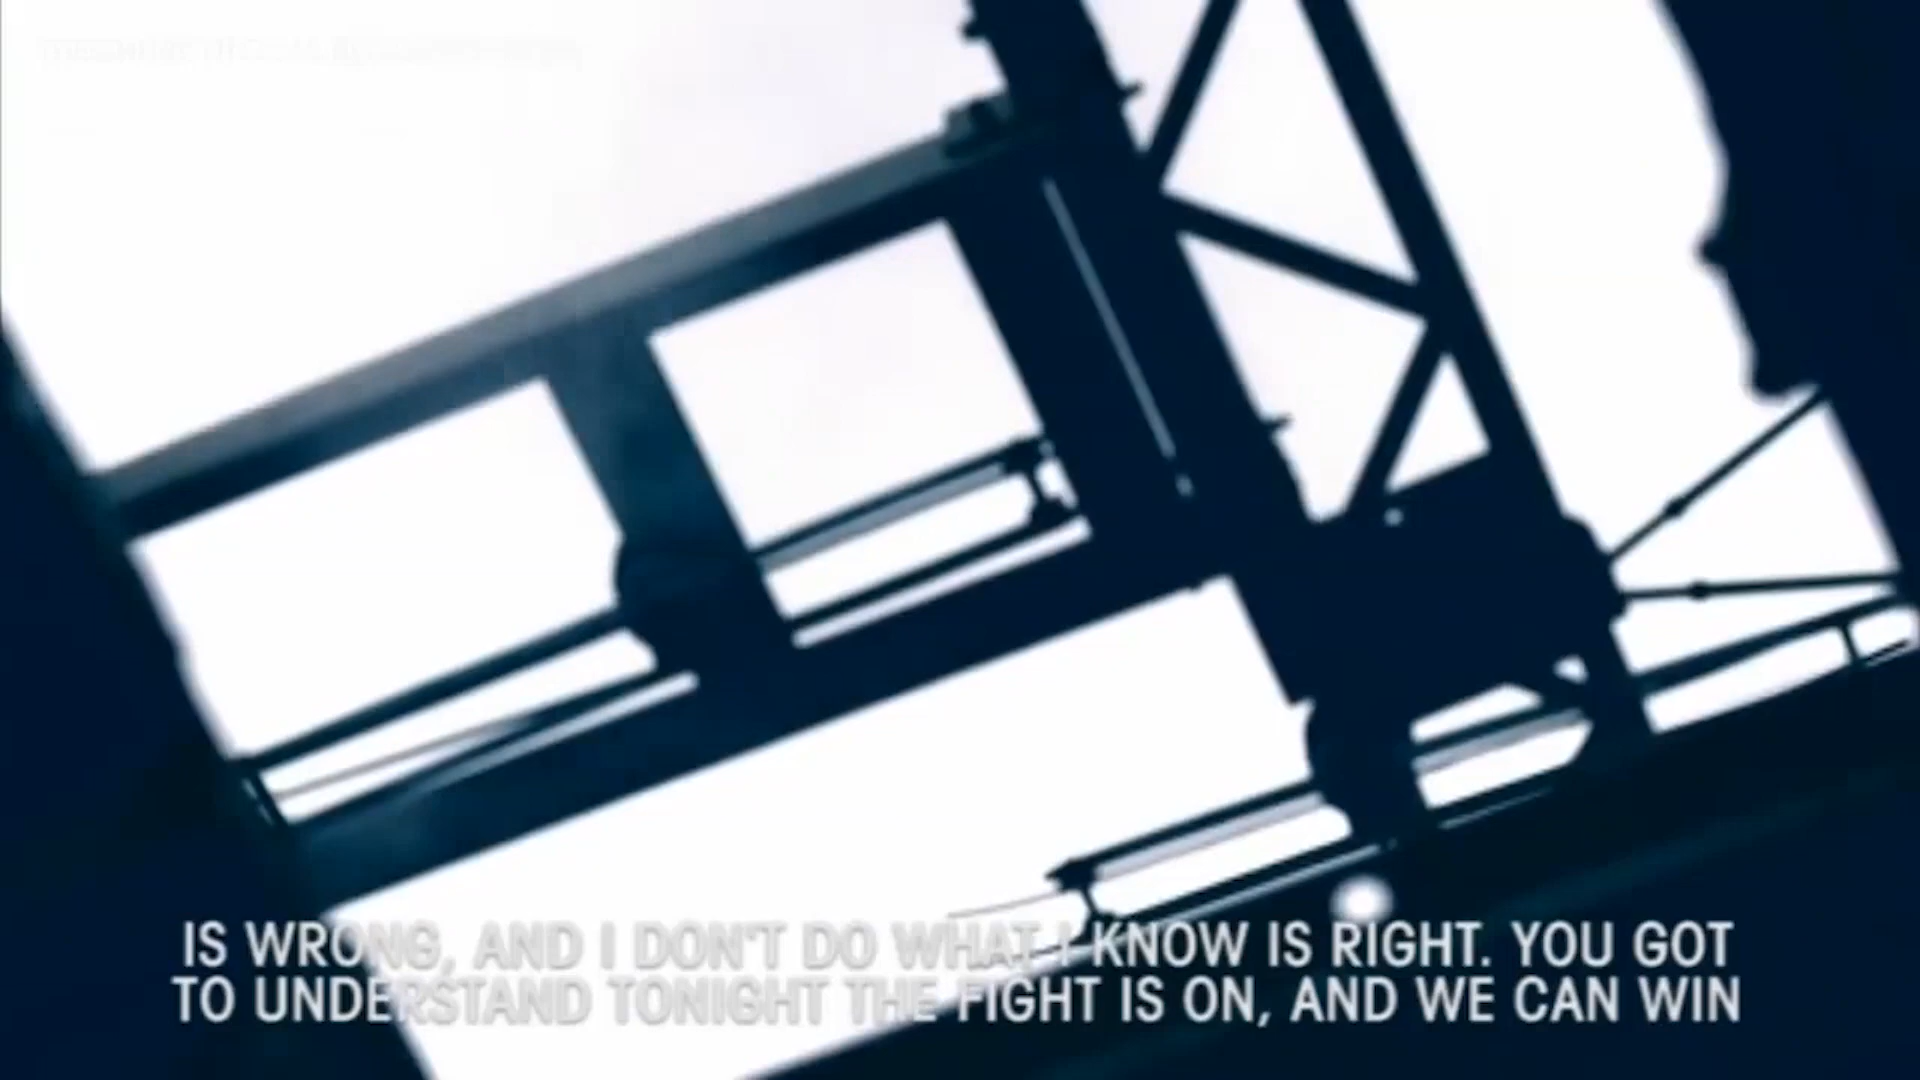 IS WRONG, AND I DON'T DO WHAT I KNOW IS RIGHT. YOU GOT
TO UNDERSTAND TONIGHT THE FIGHT IS ON, AND WE CAN WIN